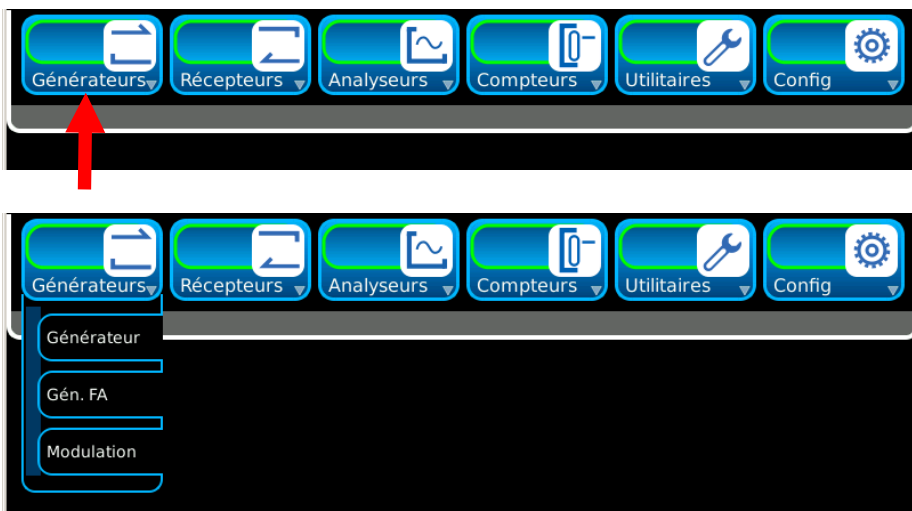 Générateurs Récepteurs Analyseurs Compteurs Utilitaires Config
Générateurs Récepteurs Analyseurs Compteurs Utilitaires Config
Générateur
Gén. FA
Modulation